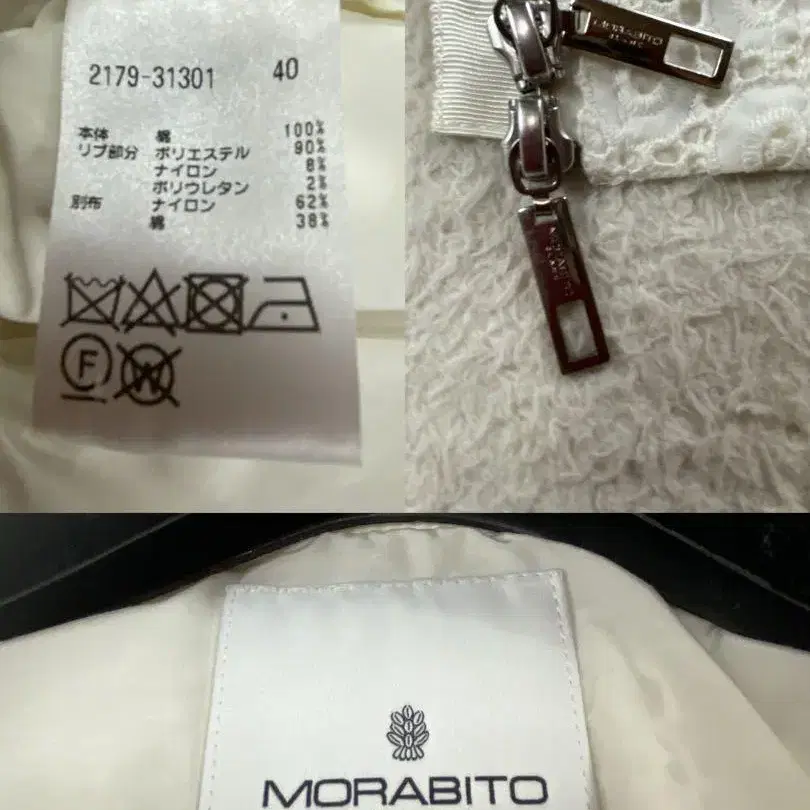 2179-31301 40
本体 綿 100%
リブ部分 ポリエステル 90%
ナイロン 8%
ポリウレタン 2%
別布 ナイロン 62%
綿 38%
F
W
MORABITO
MORABITO
MORABITO